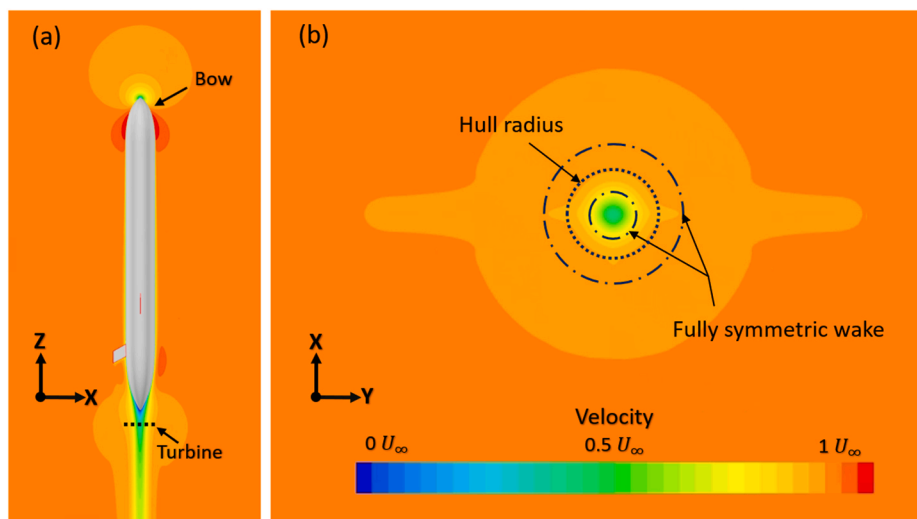 (a)
Bow
Z
X
Turbine
(b)
Hull radius
Fully symmetric wake
X
Y
Velocity
0 U∞ 0.5 U∞ 1 U∞